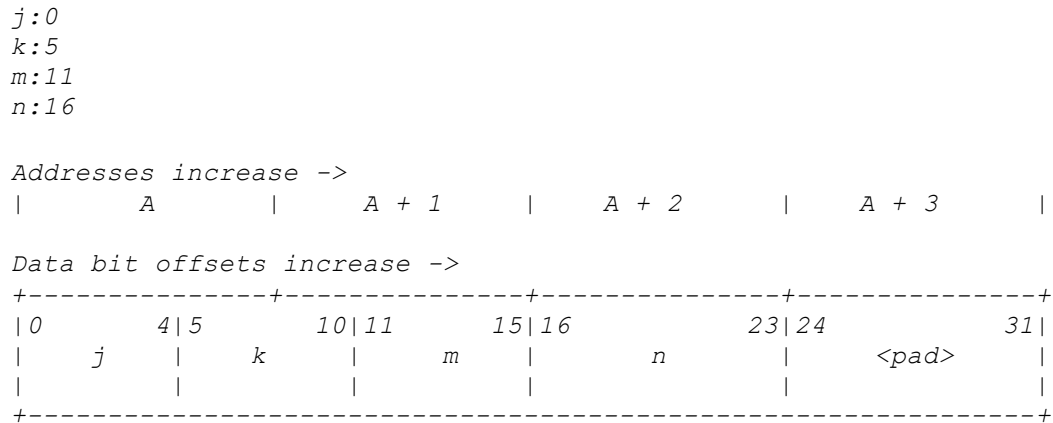 j:0
k:5
m:11
n:16
Addresses increase ->
|       A       |     A + 1     |     A + 2     |     A + 3     |
Data bit offsets increase ->
+---------------+---------------+---------------+---------------+
|0       4|5       10|11      15|16           23|24           31|
|    j    |    k     |     m    |       n       |     <pad>     |
|         |          |          |               |               |
+---------------------------------------------------------------+